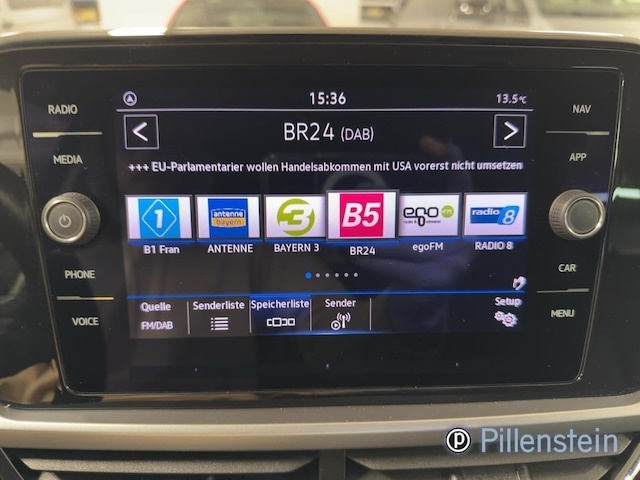 RADIO
MEDIA
PHONE
VOICE
NAV
APP
CAR
MENU
15:36
13.5°C
< BR24 (DAB) >
+++ EU-Parlamentarier wollen Handelsabkommen mit USA vorerst nicht umsetzen
1 antenne bayern 3 B5 ego fm radio 8
B1 Fran ANTENNE BAYERN 3 BR24 egoFM RADIO 8
Quelle Senderliste Speicherliste Sender Setup
FM/DAB
P Pillenstein